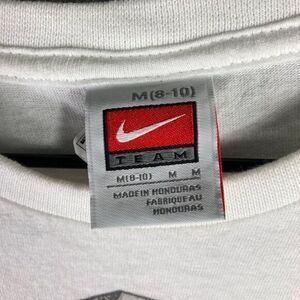 M(8-10)
TEAM
M(8-10) M M
MADE IN HONDURAS
FABRIQUE AU
HONDURAS